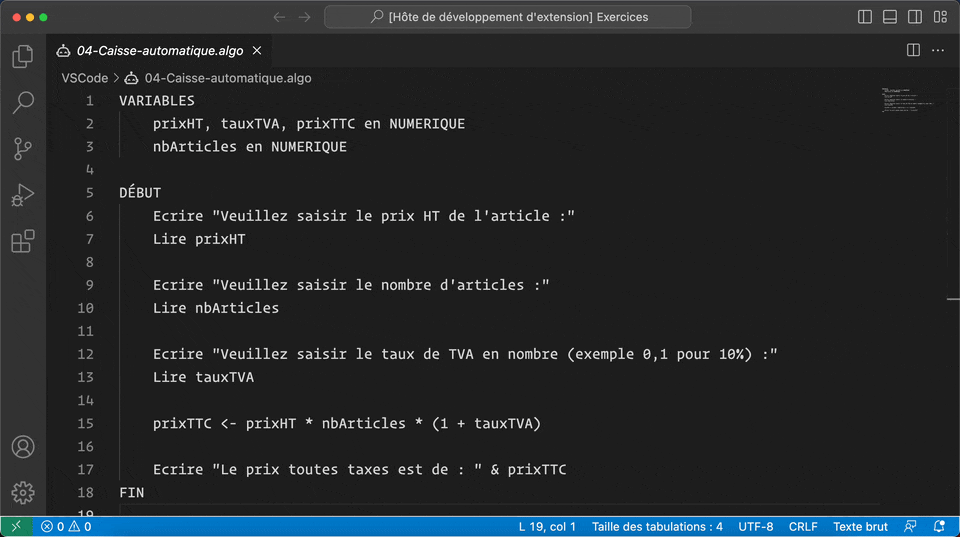 [Hôte de développement d'extension] Exercices
04-Caisse-automatique.algo
VSCode > 04-Caisse-automatique.algo
1 VARIABLES
2 prixHT, tauxTVA, prixTTC en NUMERIQUE
3 nbArticles en NUMERIQUE
4
5 DÉBUT
6 Ecrire "Veuillez saisir le prix HT de l'article :"
7 Lire prixHT
8
9 Ecrire "Veuillez saisir le nombre d'articles :"
10 Lire nbArticles
11
12 Ecrire "Veuillez saisir le taux de TVA en nombre (exemple 0,1 pour 10%) :"
13 Lire tauxTVA
14
15 prixTTC <- prixHT * nbArticles * (1 + tauxTVA)
16
17 Ecrire "Le prix toutes taxes est de : " & prixTTC
18 FIN
19
0 0 L 19, col 1 Taille des tabulations : 4 UTF-8 CRLF Texte brut